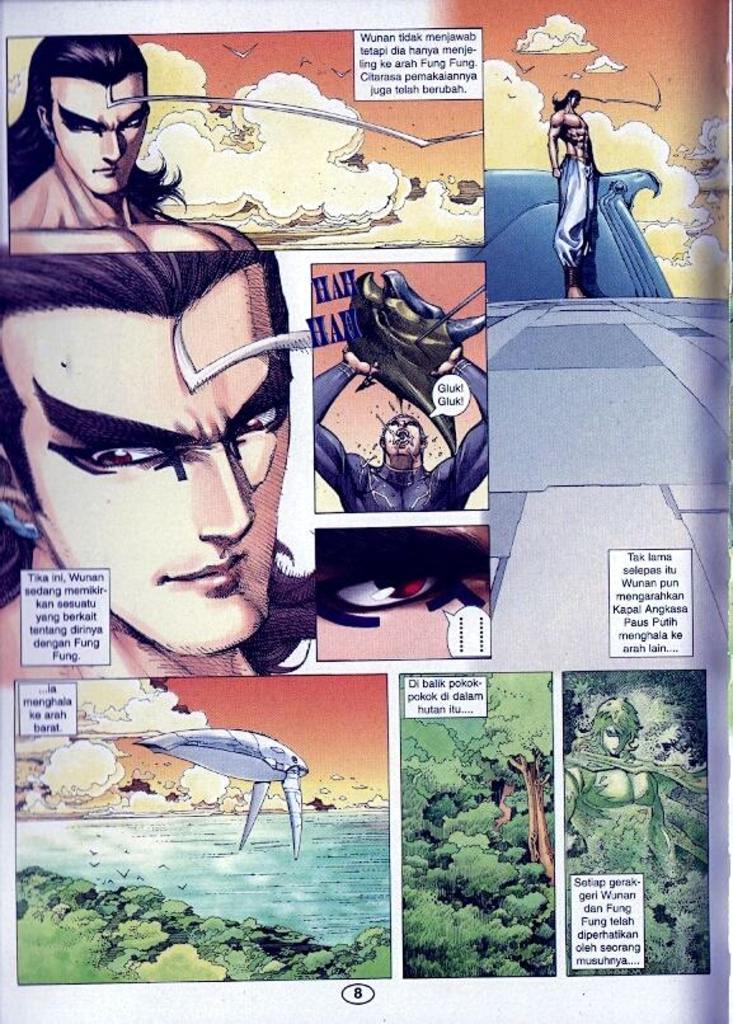 Wunan tidak menjawab
tetapi dia hanya menje-
ling ke arah Fung Fung.
Citarasa pemakaiannya
juga telah berubah.
HAH
HAH
Gluk!
Gluk!
Tika ini, Wunan
sedang memikir-
kan sesuatu
yang berkait
tentang dirinya
dengan Fung
Fung.
Tak lama
selepas itu
Wunan pun
mengarahkan
Kapal Angkasa
Paus Putih
menghala ke
arah lain....
...ia
menghala
ke arah
barat.
Di balik pokok-
pokok di dalam
hutan itu....
Setiap gerak-
geri Wunan
dan Fung
Fung telah
diperhatikan
oleh seorang
musuhnya....
8